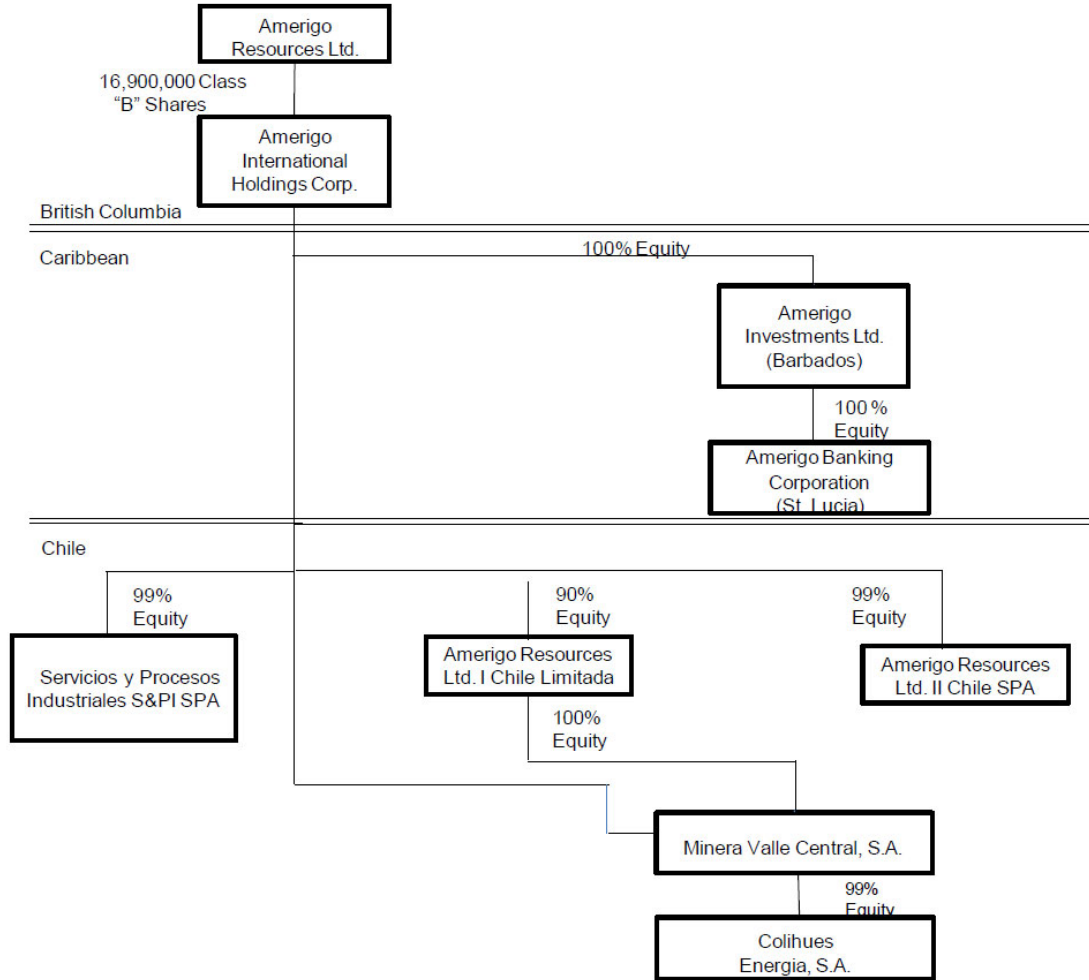 Amerigo
Resources Ltd.
16,900,000 Class
“B” Shares
Amerigo
International
Holdings Corp.
British Columbia
Caribbean
100% Equity
Amerigo
Investments Ltd.
(Barbados)
100 %
Equity
Amerigo Banking
Corporation
(St. Lucia)
Chile
99%
Equity
90%
Equity
99%
Equity
Servicios y Procesos
Industriales S&PI SPA
Amerigo Resources
Ltd. I Chile Limitada
Amerigo Resources
Ltd. II Chile SPA
100%
Equity
Minera Valle Central, S.A.
99%
Equity
Colihues
Energia, S.A.